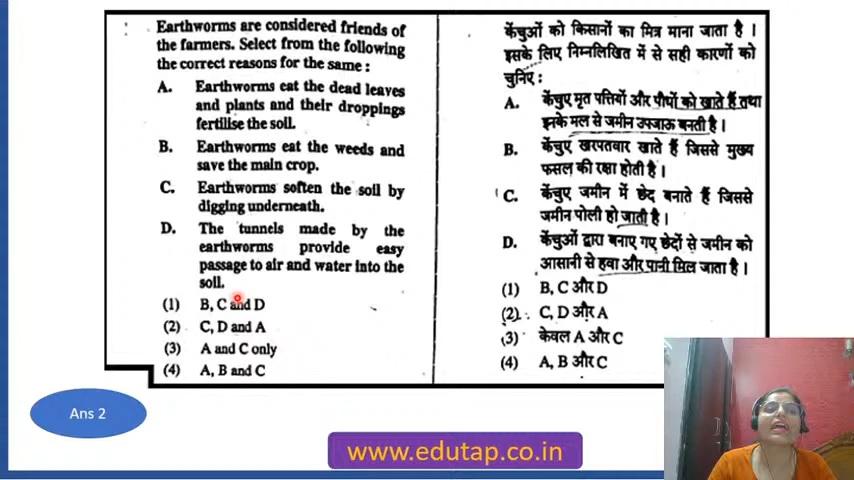 Earthworms are considered friends of
the farmers. Select from the following
the correct reasons for the same :
A. Earthworms eat the dead leaves
and plants and their droppings
fertilise the soil.
B. Earthworms eat the weeds and
save the main crop.
C. Earthworms soften the soil by
digging underneath.
D. The tunnels made by the
earthworms provide easy
passage to air and water into the
soil.
(1) B, C and D
(2) C, D and A
(3) A and C only
(4) A, B and C
केंचुओं को किसानों का मित्र माना जाता है ।
इसके लिए निम्नलिखित में से सही कारणों को
चुनिए :
A. केंचुए मृत पत्तियों और पौधों को खाते हैं तथा
इनके मल से जमीन उपजाऊ बनती है ।
B. केंचुए खरपतवार खाते हैं जिससे मुख्य
फसल की रक्षा होती है ।
C. केंचुए जमीन में छेद बनाते हैं जिससे
जमीन पोली हो जाती है ।
D. केंचुओं द्वारा बनाए गए छेदों से जमीन को
आसानी से हवा और पानी मिल जाता है ।
(1) B, C और D
(2) C, D और A
(3) केवल A और C
(4) A, B और C
Ans 2
www.edutap.co.in